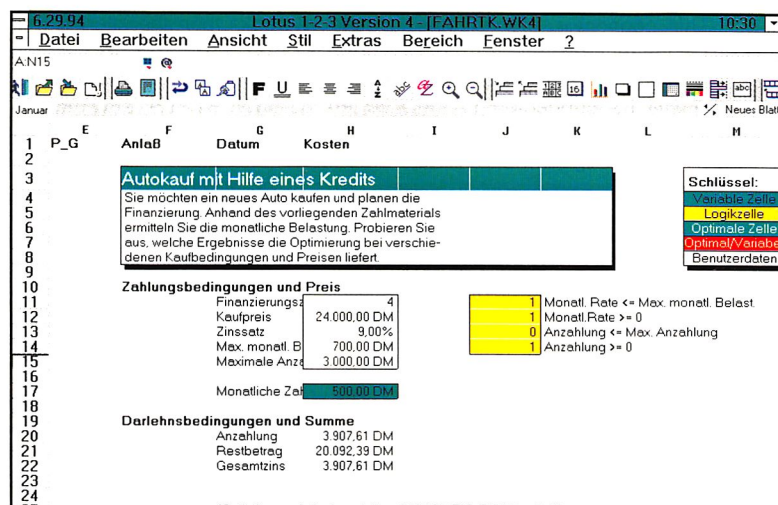 6.29.94 Lotus 1-2-3 Version 4 - [FAHRTK.WK4] 10:30
Datei Bearbeiten Ansicht Stil Extras Bereich Fenster ?
A:N15
F U 16 abc
Januar Neues Blatt
E F G H I J K L M
1 P_G Anlaß Datum Kosten
2
3 Autokauf mit Hilfe eines Kredits Schlüssel:
4 Sie möchten ein neues Auto kaufen und planen die Variable Zelle
5 Finanzierung. Anhand des vorliegenden Zahlmaterials Logikzelle
6 ermitteln Sie die monatliche Belastung. Probieren Sie Optimale Zelle
7 aus, welche Ergebnisse die Optimierung bei verschie- Optimal/Variabe
8 denen Kaufbedingungen und Preisen liefert. Benutzerdaten
9
10 Zahlungsbedingungen und Preis
11 Finanzierungsz 4 1 Monatl. Rate <= Max. monatl. Belast
12 Kaufpreis 24.000,00 DM 1 Monatl.Rate >= 0
13 Zinssatz 9,00% 0 Anzahlung <= Max. Anzahlung
14 Max. monatl. B 700,00 DM 1 Anzahlung >= 0
15 Maximale Anza 3.000,00 DM
16
17 Monatliche Zah 500,00 DM
18
19 Darlehnsbedingungen und Summe
20 Anzahlung 3.907,61 DM
21 Restbetrag 20.092,39 DM
22 Gesamtzins 3.907,61 DM
23
24